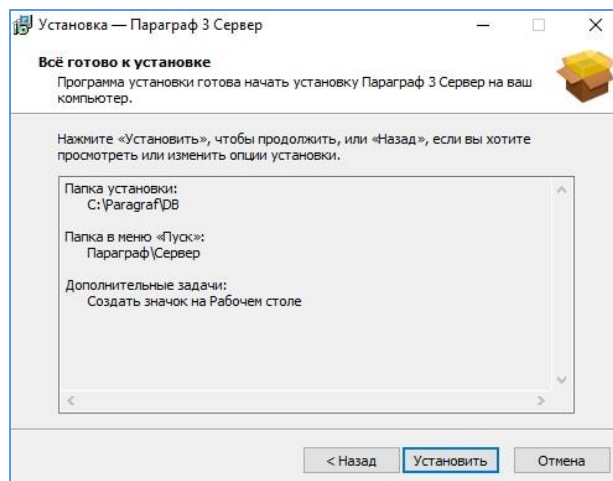 Установка — Параграф 3 Сервер
Всё готово к установке
Программа установки готова начать установку Параграф 3 Сервер на ваш
компьютер.
Нажмите «Установить», чтобы продолжить, или «Назад», если вы хотите
просмотреть или изменить опции установки.
Папка установки:
C:\Paragraf\DB
Папка в меню «Пуск»:
Параграф\Сервер
Дополнительные задачи:
Создать значок на Рабочем столе
< Назад
Установить
Отмена